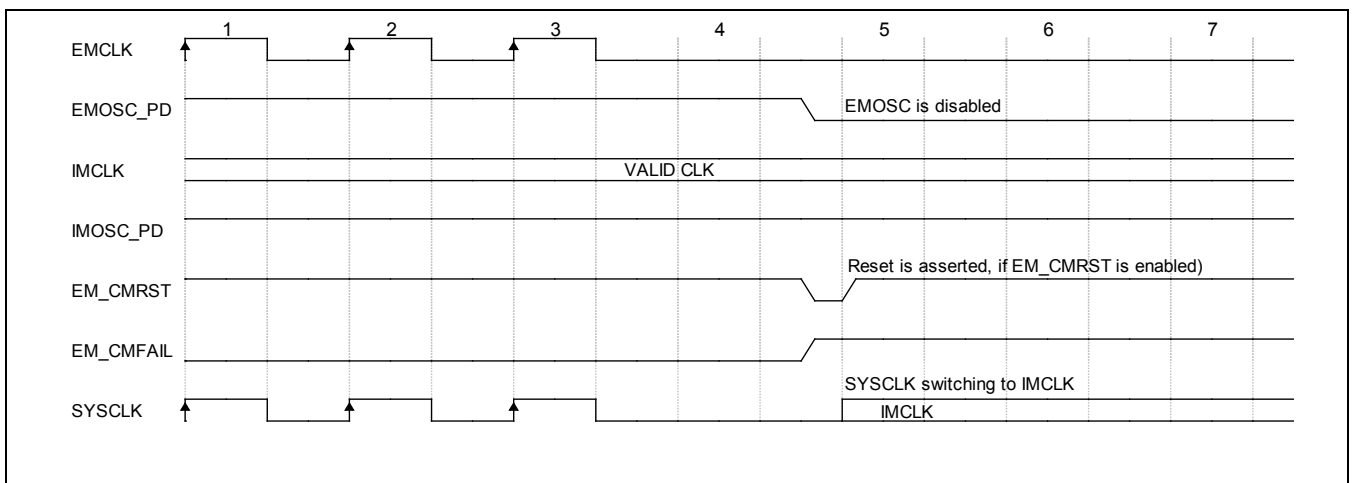 1 2 3 4 5 6 7
EMCLK
EMOSC_PD EMOSC is disabled
IMCLK VALID CLK
IMOSC_PD
Reset is asserted, if EM_CMRST is enabled)
EM_CMRST
EM_CMFAIL
SYSCLK switching to IMCLK
SYSCLK IMCLK